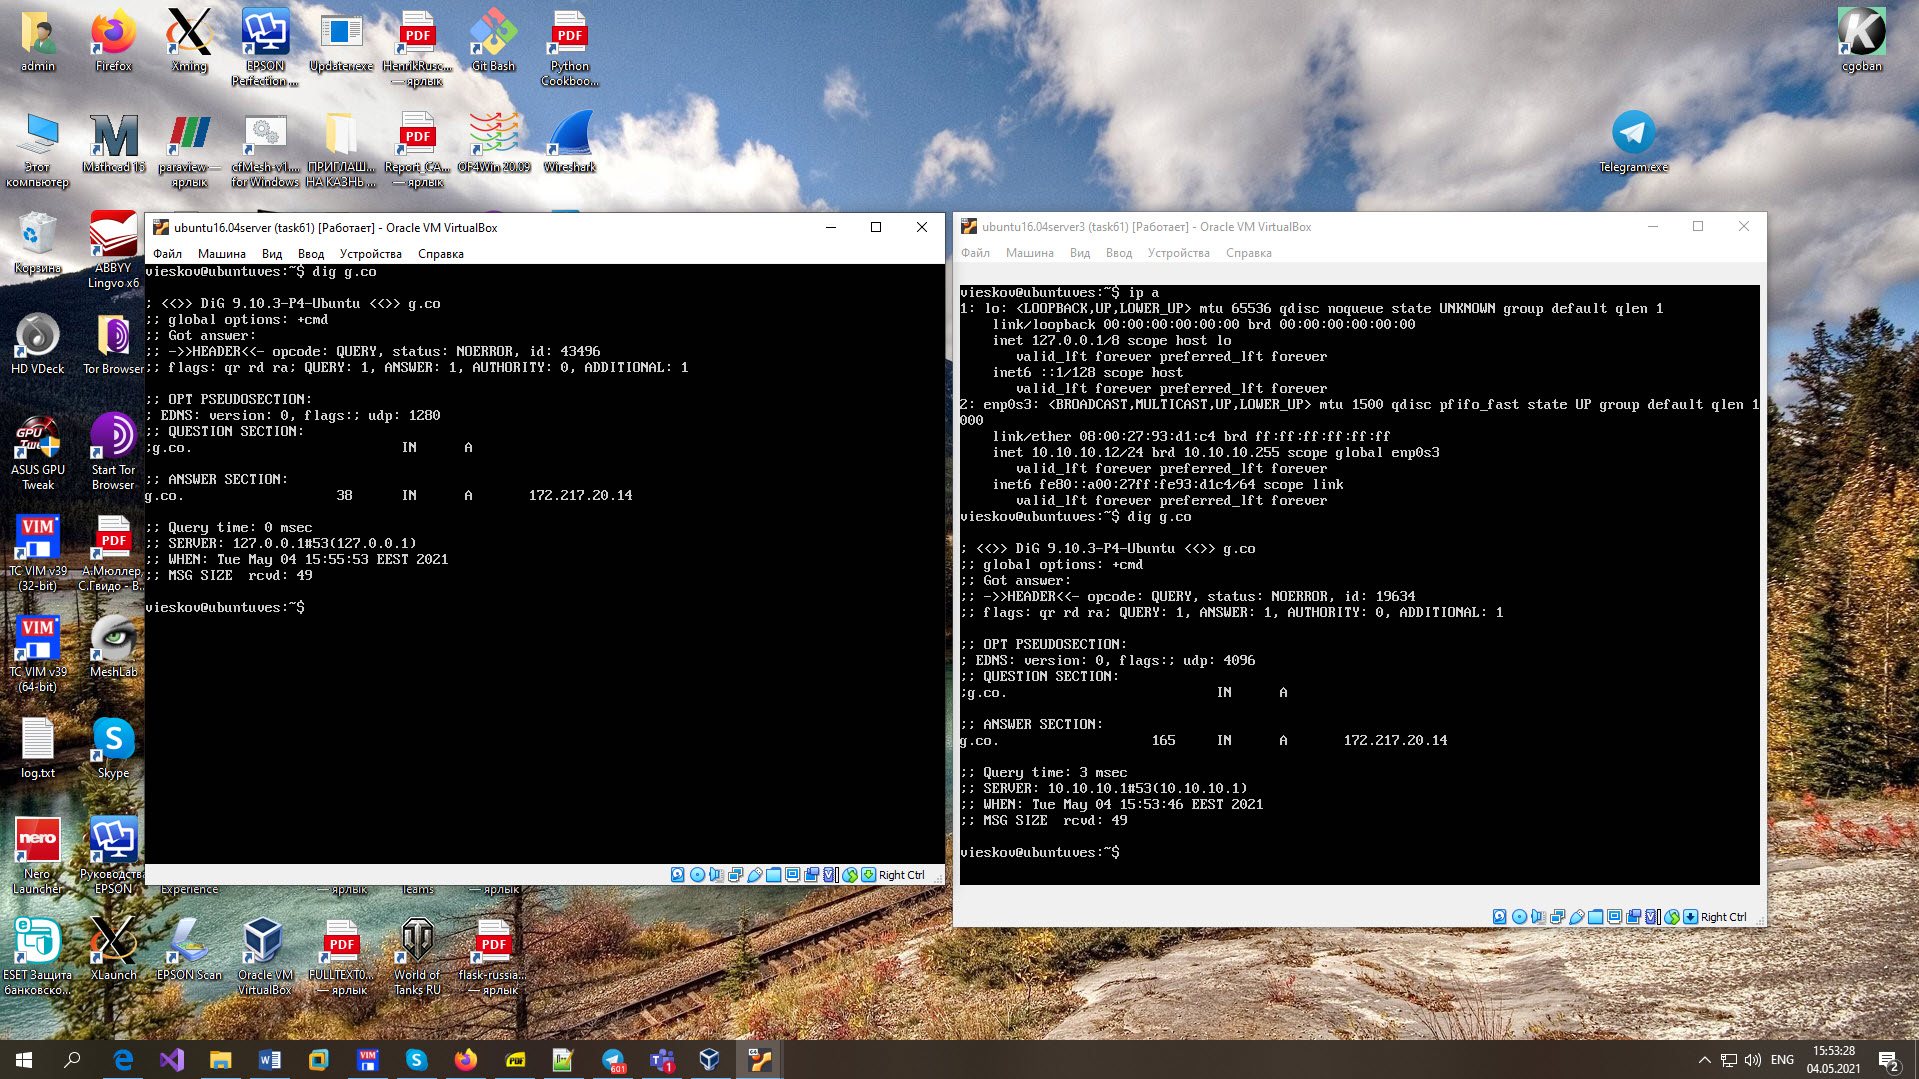 admin
Firefox
Xming
EPSON Perfection ...
Updater.exe
HenrikRusc... — ярлык
Git Bash
Python Cookboo...
cgoban
Этот компьютер
Mathcad 15
paraview — ярлык
cfMesh-v1.... for Windows
ПРИГЛАШ... НА КАЗНЬ ...
Report_CA... — ярлык
OF4Win 20.09
Wireshark
Telegram.exe
Корзина
ABBYY Lingvo x6
HD VDeck
Tor Browser
ASUS GPU Tweak
Start Tor Browser
TC VIM v39 (32-bit)
А.Мюллер, С.Гвидо - В...
TC VIM v39 (64-bit)
MeshLab
log.txt
Skype
Nero Launcher
Руководства EPSON
Experience
— ярлык
Teams
— ярлык
ESET Защита банковско...
XLaunch
EPSON Scan
Oracle VM VirtualBox
FULLTEXT0... — ярлык
World of Tanks RU
flask-russia... — ярлык
ubuntu16.04server (task61) [Работает] - Oracle VM VirtualBox
Файл Машина Вид Ввод Устройства Справка
vieskov@ubuntuves:~$ dig g.co
; <<>> DiG 9.10.3-P4-Ubuntu <<>> g.co
;; global options: +cmd
;; Got answer:
;; ->>HEADER<<- opcode: QUERY, status: NOERROR, id: 43496
;; flags: qr rd ra; QUERY: 1, ANSWER: 1, AUTHORITY: 0, ADDITIONAL: 1
;; OPT PSEUDOSECTION:
; EDNS: version: 0, flags:; udp: 1280
;; QUESTION SECTION:
;g.co. IN A
;; ANSWER SECTION:
g.co. 38 IN A 172.217.20.14
;; Query time: 0 msec
;; SERVER: 127.0.0.1#53(127.0.0.1)
;; WHEN: Tue May 04 15:55:53 EEST 2021
;; MSG SIZE rcvd: 49
vieskov@ubuntuves:~$
Right Ctrl
ubuntu16.04server3 (task61) [Работает] - Oracle VM VirtualBox
Файл Машина Вид Ввод Устройства Справка
vieskov@ubuntuves:~$ ip a
1: lo: <LOOPBACK,UP,LOWER_UP> mtu 65536 qdisc noqueue state UNKNOWN group default qlen 1
link/loopback 00:00:00:00:00:00 brd 00:00:00:00:00:00
inet 127.0.0.1/8 scope host lo
valid_lft forever preferred_lft forever
inet6 ::1/128 scope host
valid_lft forever preferred_lft forever
2: enp0s3: <BROADCAST,MULTICAST,UP,LOWER_UP> mtu 1500 qdisc pfifo_fast state UP group default qlen 1
000
link/ether 08:00:27:93:d1:c4 brd ff:ff:ff:ff:ff:ff
inet 10.10.10.12/24 brd 10.10.10.255 scope global enp0s3
valid_lft forever preferred_lft forever
inet6 fe80::a00:27ff:fe93:d1c4/64 scope link
valid_lft forever preferred_lft forever
vieskov@ubuntuves:~$ dig g.co
; <<>> DiG 9.10.3-P4-Ubuntu <<>> g.co
;; global options: +cmd
;; Got answer:
;; ->>HEADER<<- opcode: QUERY, status: NOERROR, id: 19634
;; flags: qr rd ra; QUERY: 1, ANSWER: 1, AUTHORITY: 0, ADDITIONAL: 1
;; OPT PSEUDOSECTION:
; EDNS: version: 0, flags:; udp: 4096
;; QUESTION SECTION:
;g.co. IN A
;; ANSWER SECTION:
g.co. 165 IN A 172.217.20.14
;; Query time: 3 msec
;; SERVER: 10.10.10.1#53(10.10.10.1)
;; WHEN: Tue May 04 15:53:46 EEST 2021
;; MSG SIZE rcvd: 49
vieskov@ubuntuves:~$
Right Ctrl
ENG
15:53:28
04.05.2021